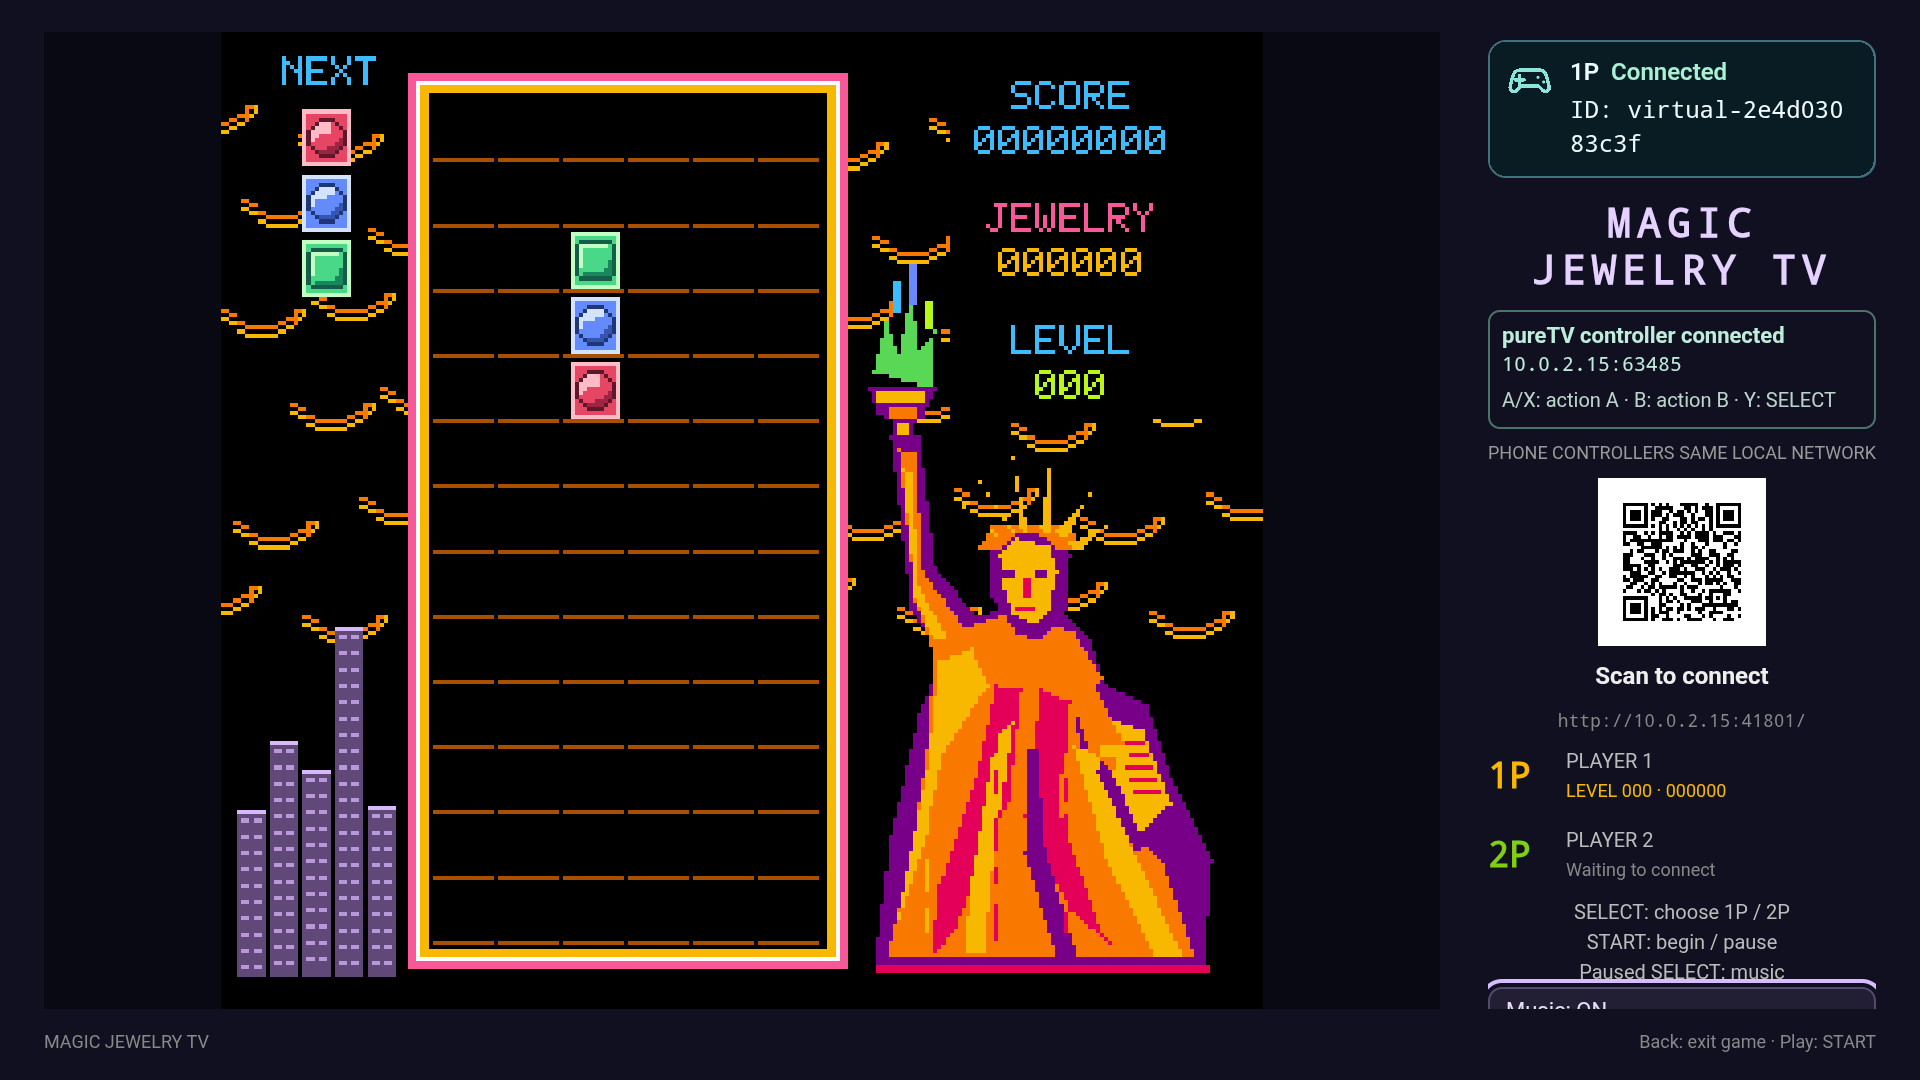 NEXT
SCORE
00000000
JEWELRY
000000
LEVEL
000
1P Connected
ID: virtual-2e4d030
83c3f
MAGIC
JEWELRY TV
pureTV controller connected
10.0.2.15:63485
A/X: action A · B: action B · Y: SELECT
PHONE CONTROLLERS SAME LOCAL NETWORK
Scan to connect
http://10.0.2.15:41801/
1P PLAYER 1
LEVEL 000 · 000000
2P PLAYER 2
Waiting to connect
SELECT: choose 1P / 2P
START: begin / pause
Paused SELECT: music
Music: ON
MAGIC JEWELRY TV
Back: exit game · Play: START